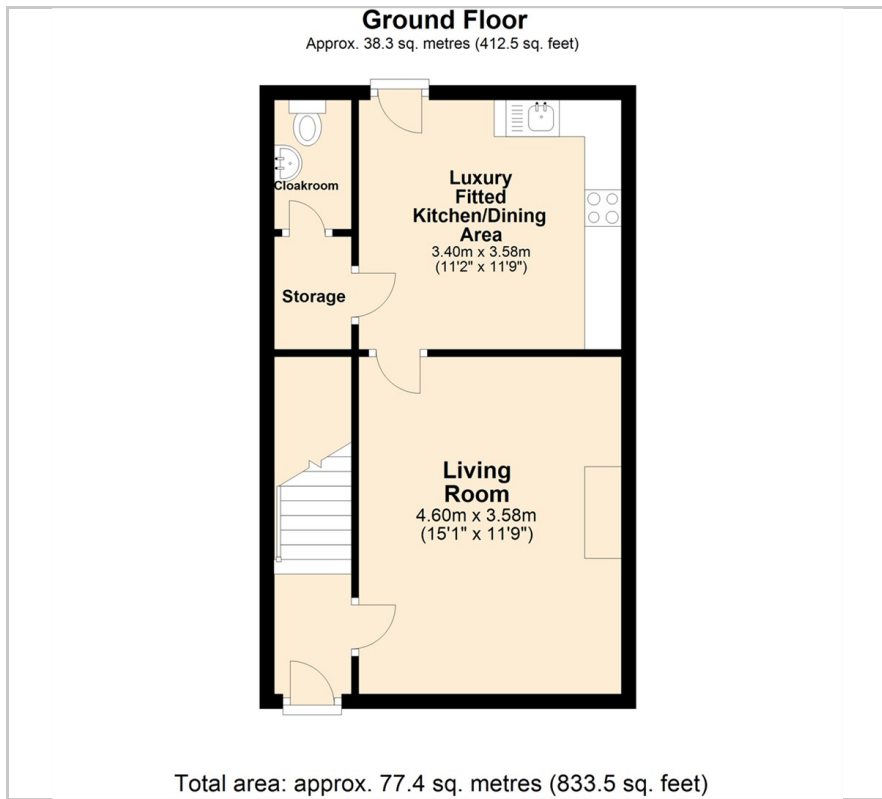 Ground Floor
Approx. 38.3 sq. metres (412.5 sq. feet)
Cloakroom
Luxury
Fitted
Kitchen/Dining
Area
3.40m x 3.58m
(11'2" x 11'9")
Storage
Living
Room
4.60m x 3.58m
(15'1" x 11'9")
Total area: approx. 77.4 sq. metres (833.5 sq. feet)